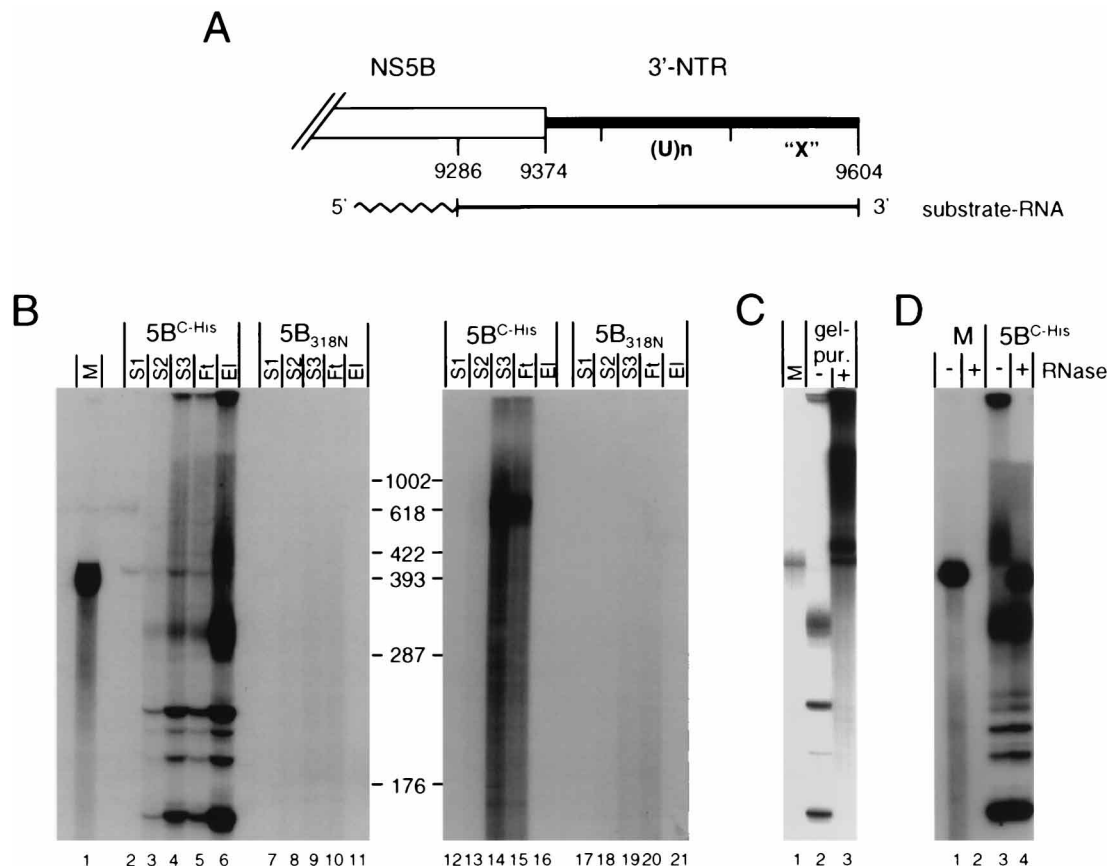 A
NS5B 3'-NTR
(U)n "X"
9286 9374 9604
5' 3' substrate-RNA
B
5B^C-His 5B_318N
M S1 S2 S3 Ft El S1 S2 S3 Ft El
5B^C-His 5B_318N
S1 S2 S3 Ft El S1 S2 S3 Ft El
1002
618
422
393
287
176
1 2 3 4 5 6 7 8 9 10 11
12 13 14 15 16 17 18 19 20 21
C
gel-
pur.
M - +
1 2 3
D
M 5B^C-His
- + - + RNase
1 2 3 4